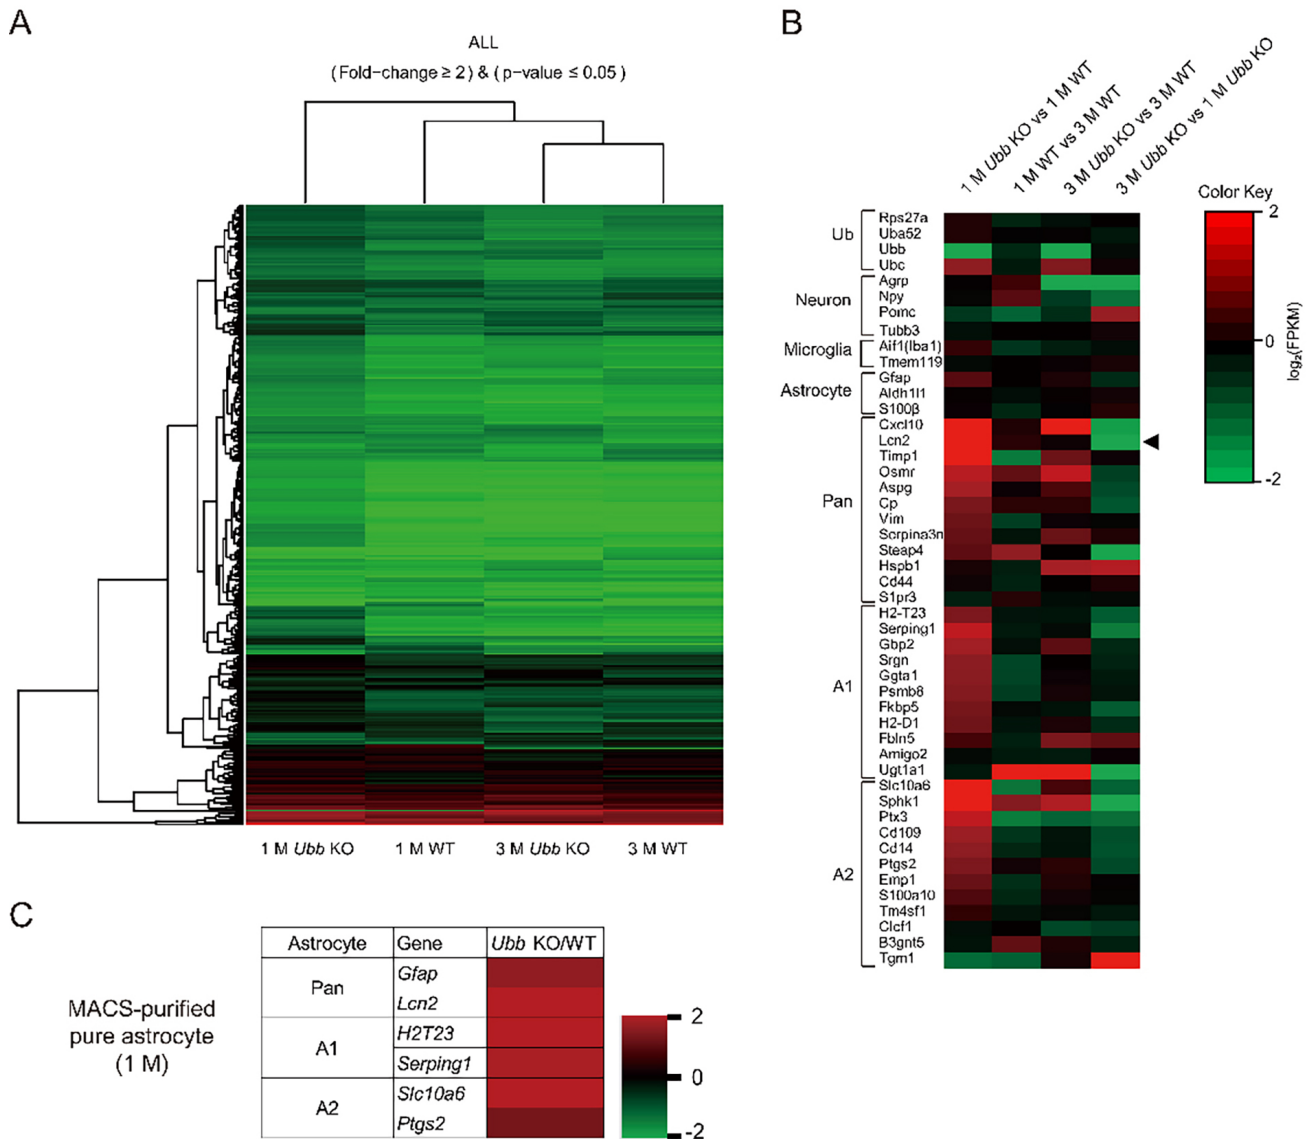 A
ALL
(Fold-change ≥ 2) & (p-value ≤ 0.05)
1 M Ubb KO
1 M WT
3 M Ubb KO
3 M WT
B
1 M Ubb KO vs 1 M WT
1 M WT vs 3 M WT
3 M Ubb KO vs 3 M WT
3 M Ubb KO vs 1 M Ubb KO
Color Key
2
0
-2
log₂(FPKM)
Ub
Rps27a
Uba52
Ubb
Ubc
Neuron
Agrp
Npy
Pomc
Tubb3
Microglia
Aif1(Iba1)
Tmem119
Astrocyte
Gfap
Aldh1l1
S100β
Pan
Cxcl10
Lcn2
Timp1
Osmr
Aspg
Cp
Vim
Serpina3n
Steap4
Hspb1
Cd44
S1pr3
A1
H2-T23
Serping1
Gbp2
Srgn
Ggta1
Psmb8
Fkbp5
H2-D1
Fbln5
Amigo2
Ugt1a1
A2
Slc10a6
Sphk1
Ptx3
Cd109
Cd14
Ptgs2
Emp1
S100a10
Tm4sf1
Clcf1
B3gnt5
Tgm1
C
MACS-purified
pure astrocyte
(1 M)
Astrocyte Gene Ubb KO/WT
Pan
Gfap
Lcn2
A1
H2T23
Serping1
A2
Slc10a6
Ptgs2
2
0
-2